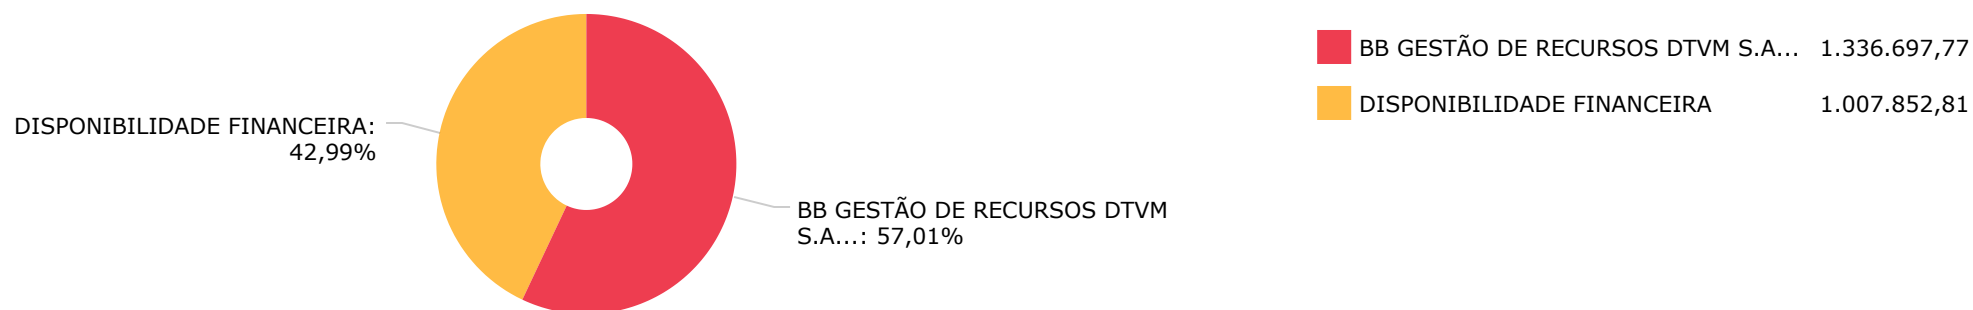 DISPONIBILIDADE FINANCEIRA:
42,99%
BB GESTÃO DE RECURSOS DTVM
S.A...: 57,01%
BB GESTÃO DE RECURSOS DTVM S.A... 1.336.697,77
DISPONIBILIDADE FINANCEIRA 1.007.852,81